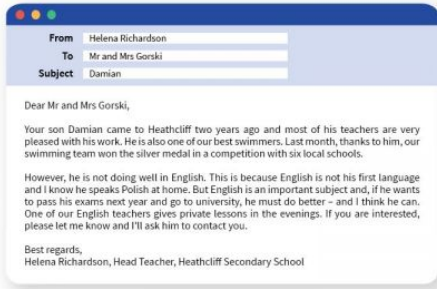 From Helena Richardson
To Mr and Mrs Gorski
Subject Damian
Dear Mr and Mrs Gorski,
Your son Damian came to Heathcliff two years ago and most of his teachers are very
pleased with his work. He is also one of our best swimmers. Last month, thanks to him, our
swimming team won the silver medal in a competition with six local schools.
However, he is not doing well in English. This is because English is not his first language
and I know he speaks Polish at home. But English is an important subject and, if he wants
to pass his exams next year and go to university, he must do better – and I think he can.
One of our English teachers gives private lessons in the evenings. If you are interested,
please let me know and I'll ask him to contact you.
Best regards,
Helena Richardson, Head Teacher, Heathcliff Secondary School